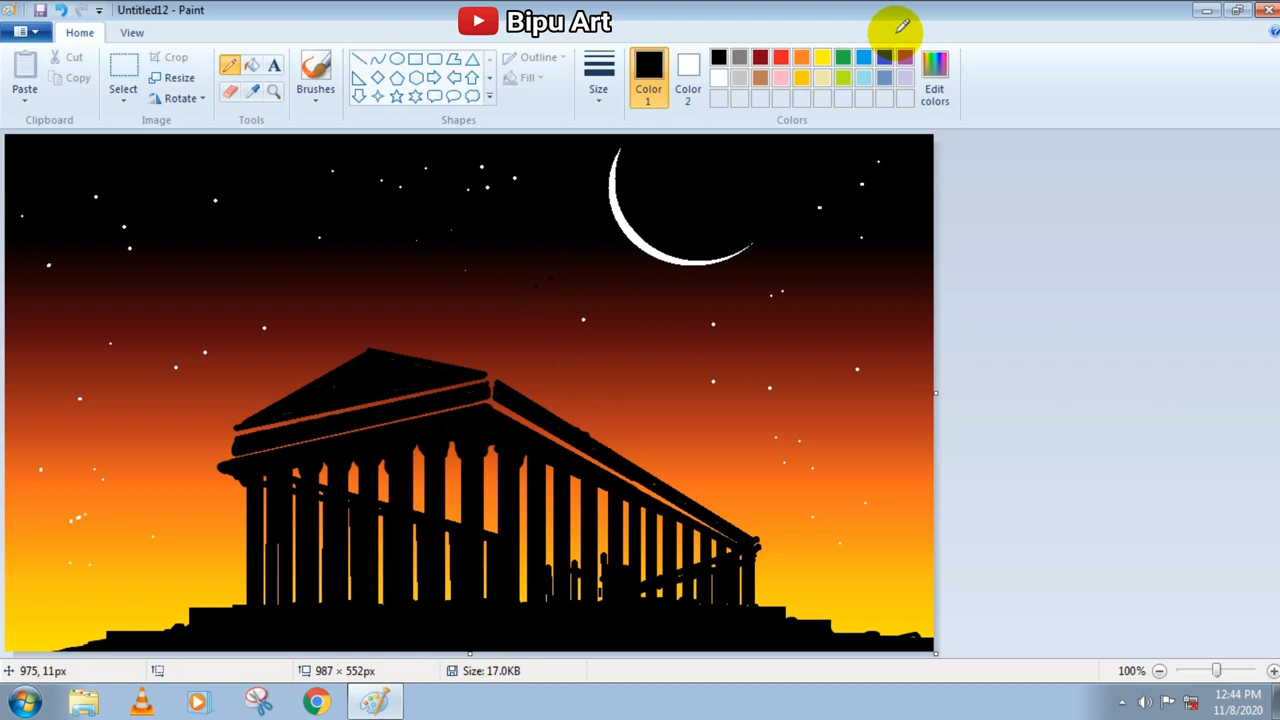 Untitled12 - Paint
Bipu Art
Home
View
Paste
Cut
Copy
Clipboard
Select
Crop
Resize
Rotate
Image
A
Tools
Brushes
Shapes
Outline
Fill
Size
Color
1
Color
2
Edit
colors
Colors
975, 11px
987 × 552px
Size: 17.0KB
100%
12:44 PM
11/8/2020